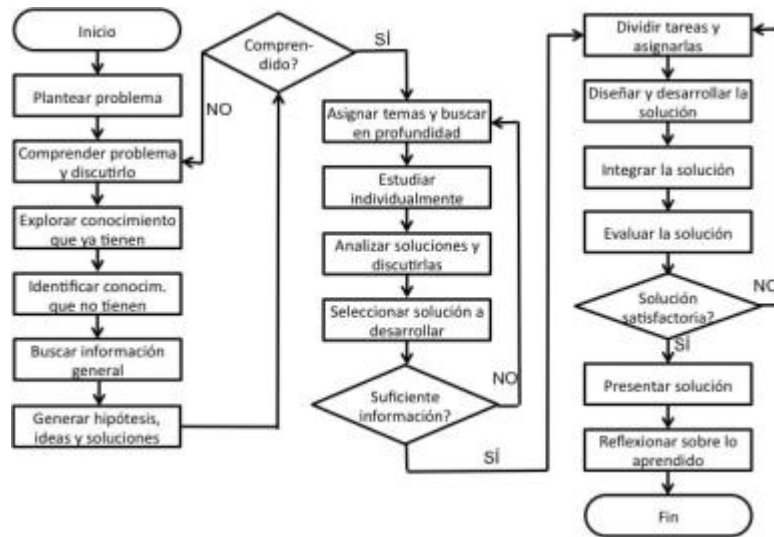 Inicio
Plantear problema
Comprender problema
y discutirlo
Explorar conocimiento
que ya tienen
Identificar conocim.
que no tienen
Buscar información
general
Generar hipótesis,
ideas y soluciones
Compren-
dido?
NO
SÍ
Asignar temas y buscar
en profundidad
Estudiar
individualmente
Analizar soluciones y
discutirlas
Seleccionar solución a
desarrollar
Suficiente
información?
NO
SÍ
Dividir tareas y
asignarlas
Diseñar y desarrollar la
solución
Integrar la solución
Evaluar la solución
Solución
satisfactoria?
NO
SÍ
Presentar solución
Reflexionar sobre lo
aprendido
Fin